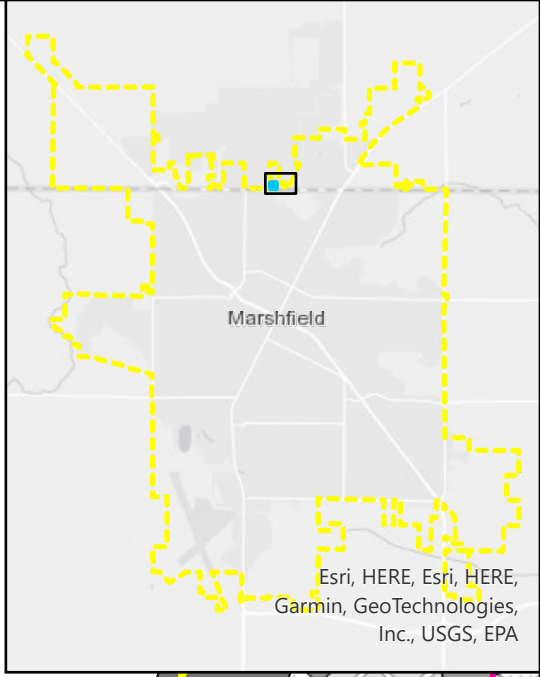 Marshfield
Esri, HERE, Esri, HERE,
Garmin, GeoTechnologies,
Inc., USGS, EPA